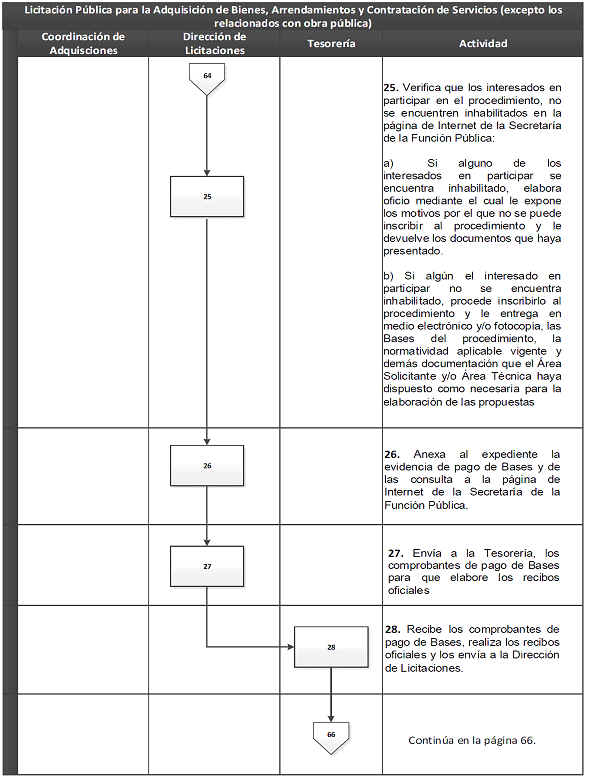 Licitación Pública para la Adquisición de Bienes, Arrendamientos y Contratación de Servicios (excepto los
relacionados con obra pública)
Coordinación de
Adquisciones
Dirección de
Licitaciones
Tesorería
Actividad
64
25. Verifica que los interesados en
participar en el procedimiento, no
se encuentren inhabilitados en la
página de Internet de la Secretaría
de la Función Pública:
a) Si alguno de los
interesados en participar se
encuentra inhabilitado, elabora
oficio mediante el cual le expone
los motivos por el que no se puede
inscribir al procedimiento y le
devuelve los documentos que haya
presentado.
25
b) Si algún el interesado en
participar no se encuentra
inhabilitado, procede inscribirlo al
procedimiento y le entrega en
medio electrónico y/o fotocopia, las
Bases del procedimiento, la
normatividad aplicable vigente y
demás documentación que el Área
Solicitante y/o Área Técnica haya
dispuesto como necesaria para la
elaboración de las propuestas
26
26. Anexa al expediente la
evidencia de pago de Bases y de
las consulta a la página de
Internet de la Secretaría de la
Función Pública.
27
27. Envía a la Tesorería, los
comprobantes de pago de Bases
para que elabore los recibos
oficiales
28
28. Recibe los comprobantes de
pago de Bases, realiza los recibos
oficiales y los envía a la Dirección
de Licitaciones.
66
Continúa en la página 66.